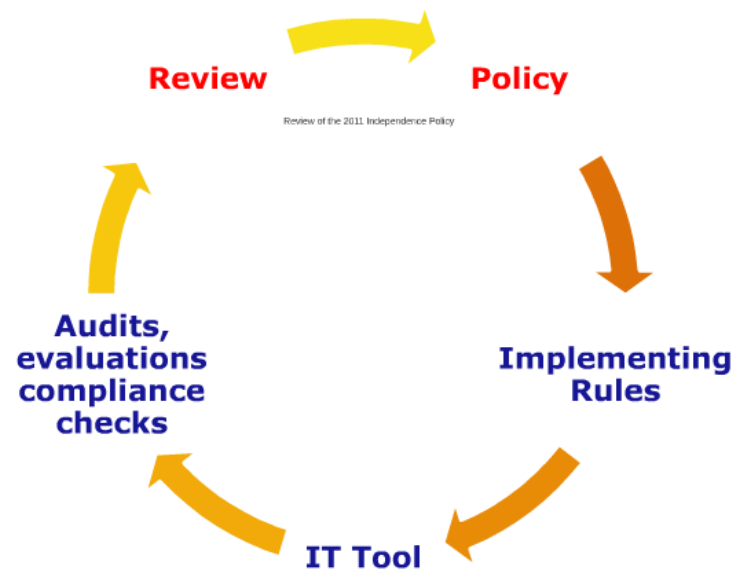 Review
Policy
Review of the 2011 Independence Policy
Audits,
evaluations
compliance
checks
Implementing
Rules
IT Tool